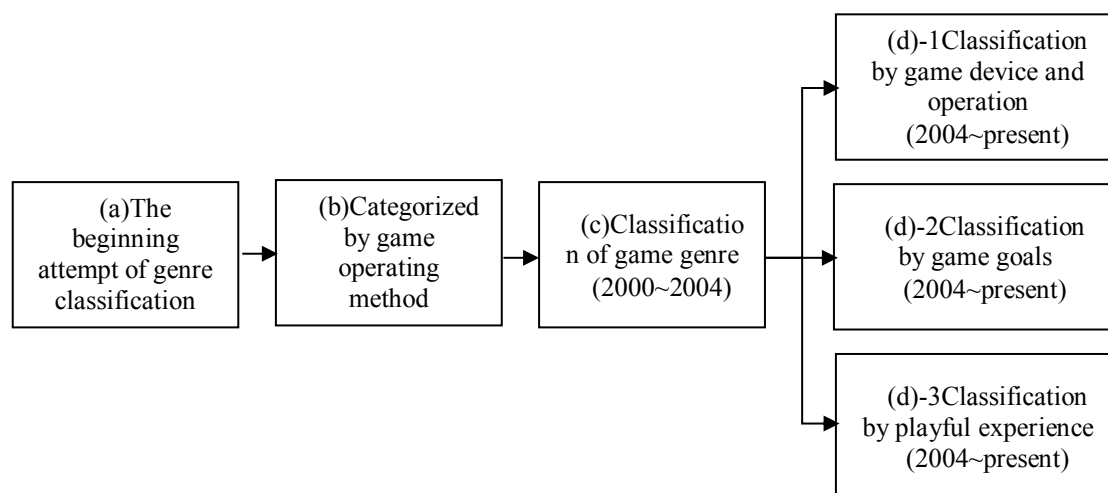 (a)The
beginning
attempt of genre
classification
(b)Categorized
by game
operating
method
(c)Classificatio
n of game genre
(2000~2004)
(d)-1Classification
by game device and
operation
(2004~present)
(d)-2Classification
by game goals
(2004~present)
(d)-3Classification
by playful experience
(2004~present)